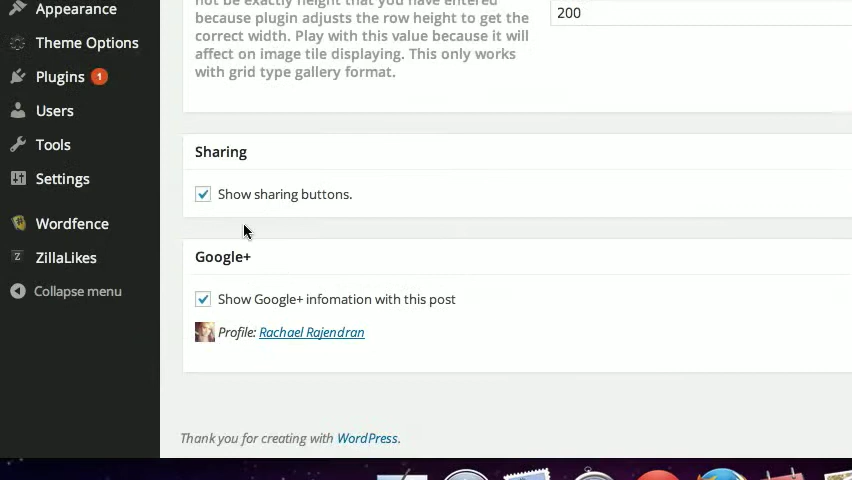 Appearance
Theme Options
Plugins 1
Users
Tools
Settings
Wordfence
Z ZillaLikes
Collapse menu
not be exactly height that you have entered
because plugin adjusts the row height to get the
correct width. Play with this value because it will
affect on image tile displaying. This only works
with grid type gallery format.
200
Sharing
Show sharing buttons.
Google+
Show Google+ infomation with this post
Profile: Rachael Rajendran
Thank you for creating with WordPress.